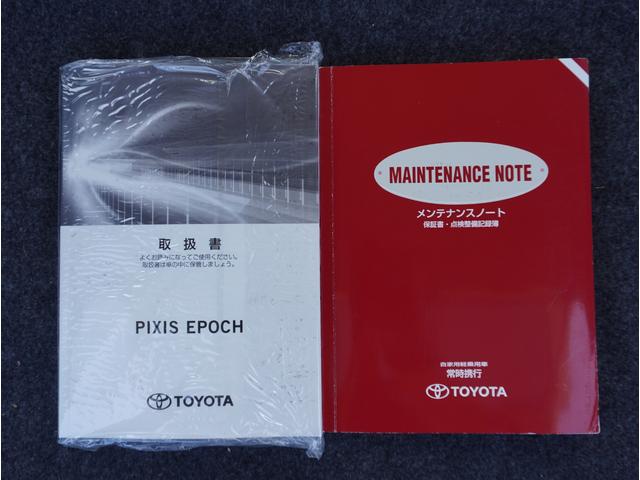 取扱書
よくお読みになってご使用ください。
取扱書は車の中に保管しましょう。
PIXIS EPOCH
TOYOTA
MAINTENANCE NOTE
メンテナンスノート
保証書・点検整備記録簿
自家用軽乗用車
常時携行
TOYOTA